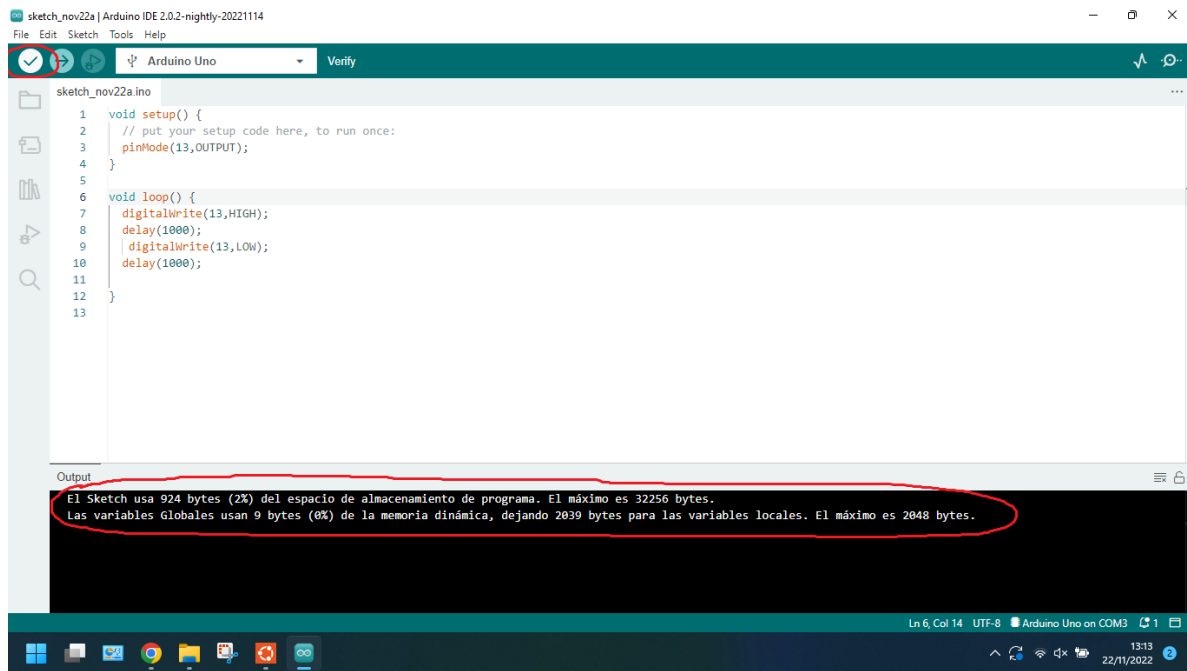 sketch_nov22a | Arduino IDE 2.0.2-nightly-20221114
File Edit Sketch Tools Help
Arduino Uno
Verify
sketch_nov22a.ino
1 void setup() {
2 // put your setup code here, to run once:
3 pinMode(13,OUTPUT);
4 }
5
6 void loop() {
7 digitalWrite(13,HIGH);
8 delay(1000);
9 digitalWrite(13,LOW);
10 delay(1000);
11
12 }
13
Output
El Sketch usa 924 bytes (2%) del espacio de almacenamiento de programa. El máximo es 32256 bytes.
Las variables Globales usan 9 bytes (0%) de la memoria dinámica, dejando 2039 bytes para las variables locales. El máximo es 2048 bytes.
Ln 6, Col 14 UTF-8 Arduino Uno on COM3 1
13:13
22/11/2022
2